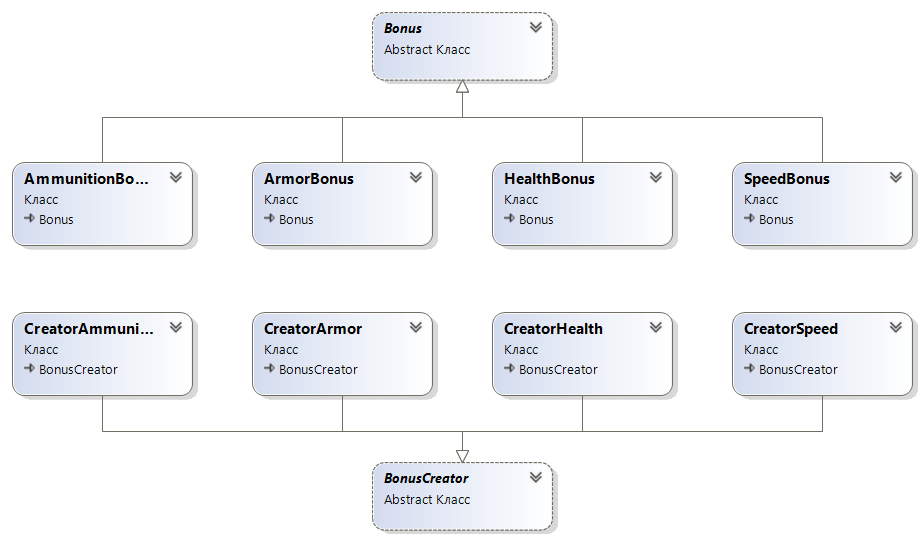 Bonus
Abstract Класс
AmmunitionBo...
Класс
Bonus
ArmorBonus
Класс
Bonus
HealthBonus
Класс
Bonus
SpeedBonus
Класс
Bonus
CreatorAmmuni...
Класс
BonusCreator
CreatorArmor
Класс
BonusCreator
CreatorHealth
Класс
BonusCreator
CreatorSpeed
Класс
BonusCreator
BonusCreator
Abstract Класс